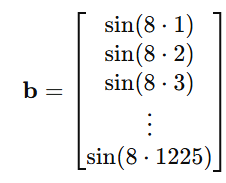 b =
sin(8 · 1)
sin(8 · 2)
sin(8 · 3)
⋮
sin(8 · 1225)